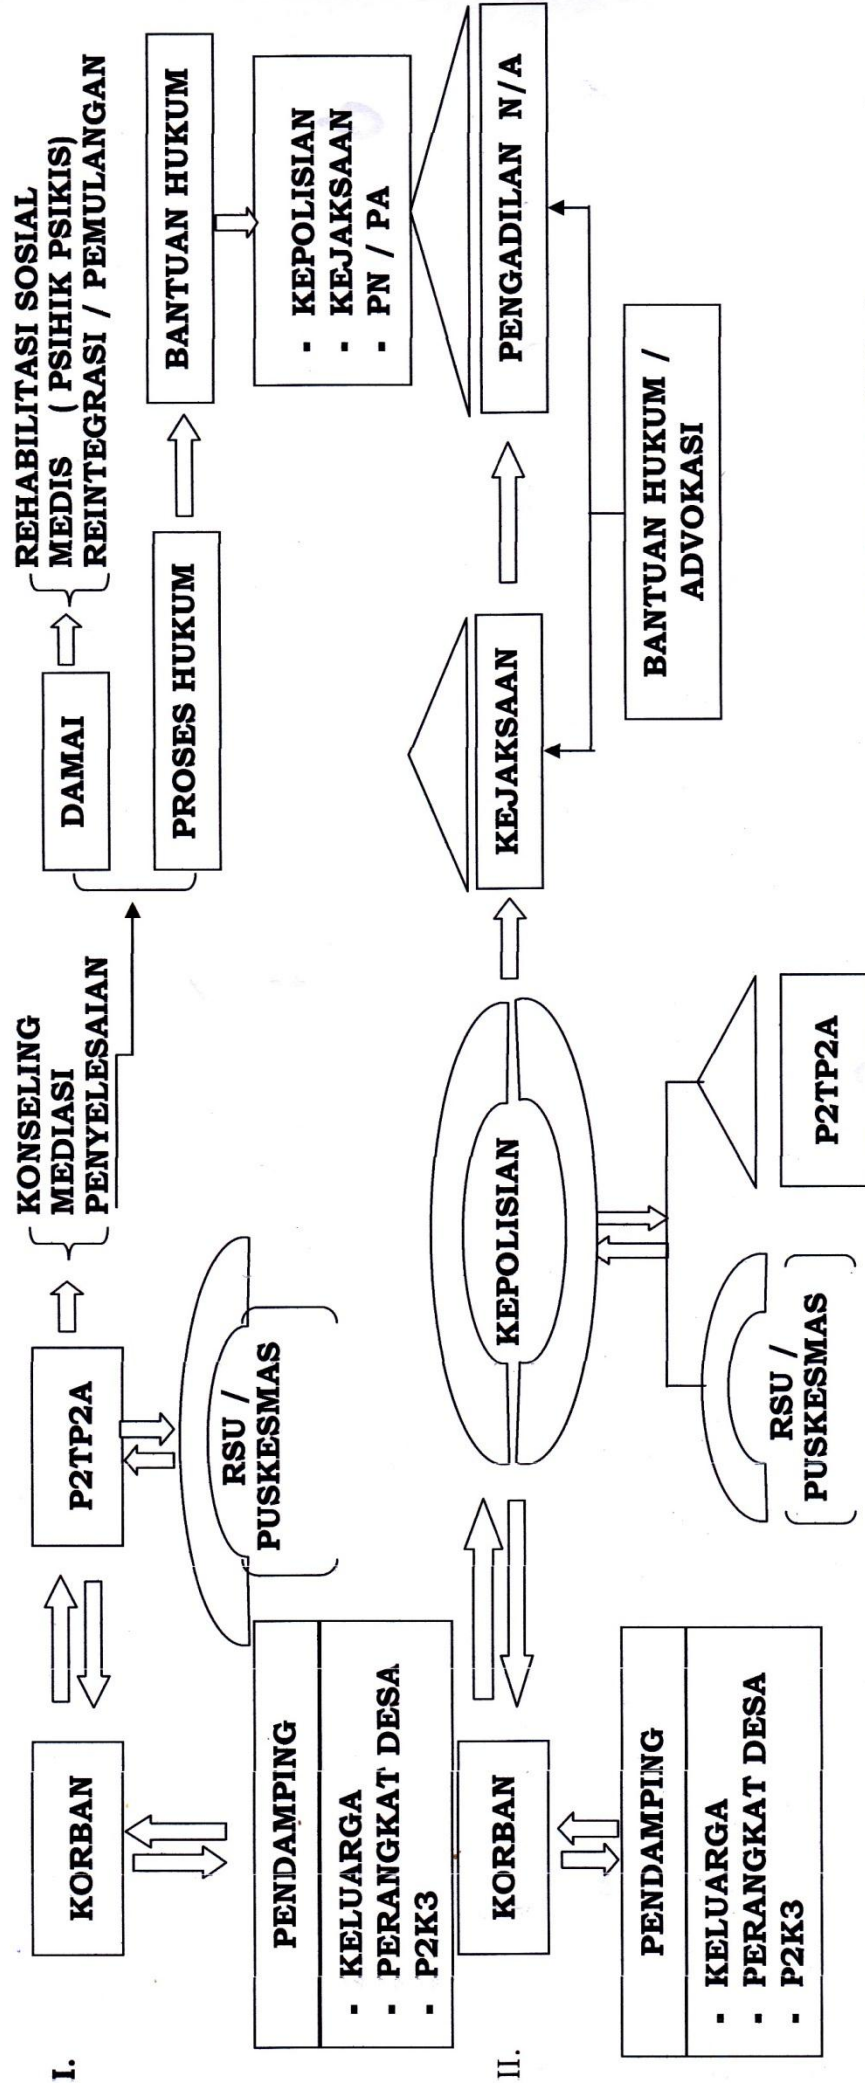 I.
KORBAN
PENDAMPING
▪ KELUARGA
▪ PERANGKAT DESA
▪ P2K3
P2TP2A
RSU /
PUSKESMAS
KONSELING
MEDIASI
PENYELESAIAN
DAMAI
REHABILITASI SOSIAL
MEDIS ( PSIHIK PSIKIS)
REINTEGRASI / PEMULANGAN
PROSES HUKUM
BANTUAN HUKUM
▪ KEPOLISIAN
▪ KEJAKSAAN
▪ PN / PA
II.
KORBAN
PENDAMPING
▪ KELUARGA
▪ PERANGKAT DESA
▪ P2K3
KEPOLISIAN
RSU /
PUSKESMAS
P2TP2A
KEJAKSAAN
PENGADILAN N/A
BANTUAN HUKUM /
ADVOKASI